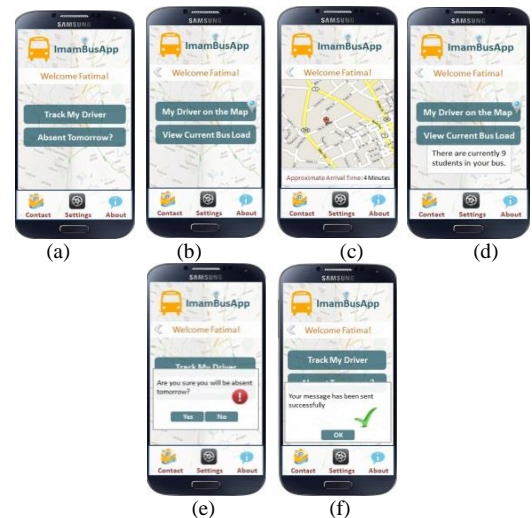 SAMSUNG
ImamBusApp
Welcome Fatima!
Track My Driver
Absent Tomorrow?
Contact Settings About
(a)
SAMSUNG
ImamBusApp
Welcome Fatima!
My Driver on the Map
View Current Bus Load
Contact Settings About
(b)
SAMSUNG
ImamBusApp
Welcome Fatima!
Approximate Arrival Time: 4 Minutes
Contact Settings About
(c)
SAMSUNG
ImamBusApp
Welcome Fatima!
My Driver on the Map
View Current Bus Load
There are currently 9
students in your bus.
Contact Settings About
(d)
SAMSUNG
ImamBusApp
Welcome Fatima!
Track My Driver
Are you sure you will be absent
tomorrow?
Yes No
Contact Settings About
(e)
SAMSUNG
ImamBusApp
Welcome Fatima!
Track My Driver
Your message has been sent
successfully
OK
Contact Settings About
(f)